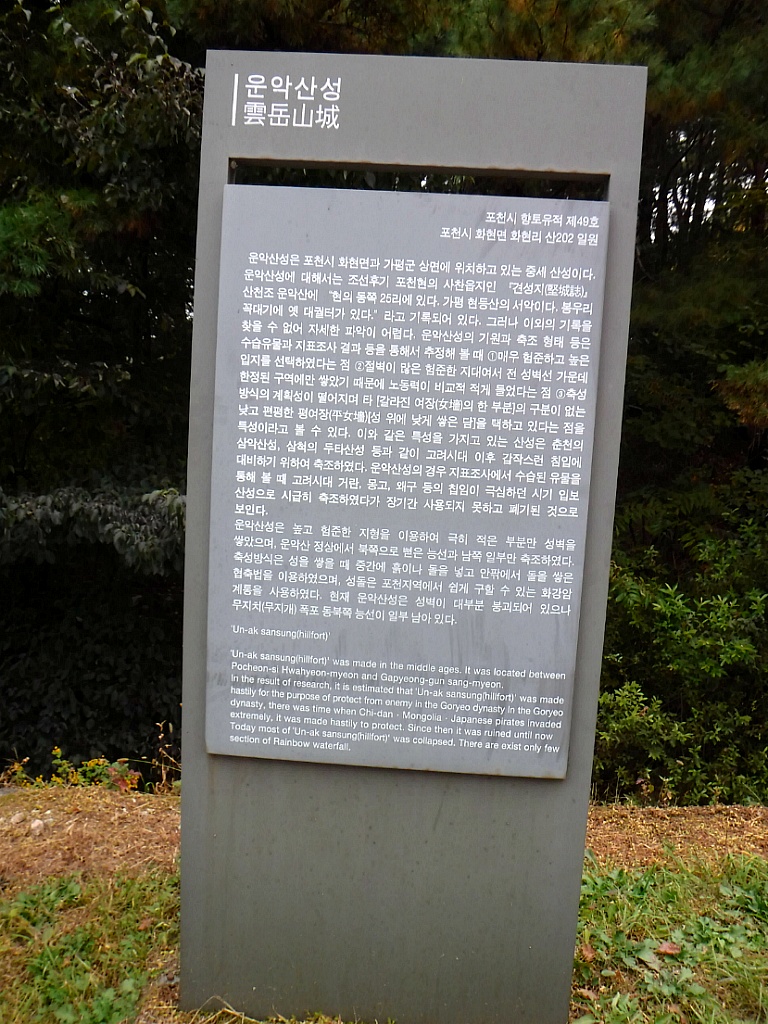 운악산성
雲岳山城
포천시 향토유적 제49호
포천시 화현면 화현리 산202 일원
운악산성은 포천시 화현면과 가평군 상면에 위치하고 있는 중세 산성이다.
운악산성에 대해서는 조선후기 포천현의 사찬읍지인 『견성지(堅城誌)』
산천조 운악산에 "현의 동쪽 25리에 있다. 가평 현등산의 서악이다. 봉우리
꼭대기에 옛 대궐터가 있다." 라고 기록되어 있다. 그러나 이외의 기록을
찾을 수 없어 자세한 파악이 어렵다. 운악산성의 기원과 축조 형태 등은
수습유물과 지표조사 결과 등을 통해서 추정해 볼 때 ①매우 험준하고 높은
입지를 선택하였다는 점 ②절벽이 많은 험준한 지대여서 전 성벽선 가운데
한정된 구역에만 쌓았기 때문에 노동력이 비교적 적게 들었다는 점 ③축성
방식의 계획성이 떨어지며 타 [갈라진 여장(女墻)의 한 부분]의 구분이 없는
낮고 편평한 평여장(平女墻)[성 위에 낮게 쌓은 담]을 택하고 있다는 점을
특성이라고 볼 수 있다. 이와 같은 특성을 가지고 있는 산성은 춘천의
삼악산성, 삼척의 두타산성 등과 같이 고려시대 이후 갑작스런 침입에
대비하기 위하여 축조하였다. 운악산성의 경우 지표조사에서 수습된 유물을
통해 볼 때 고려시대 거란, 몽고, 왜구 등의 침입이 극심하던 시기 입보
산성으로 시급히 축조하였다가 장기간 사용되지 못하고 폐기된 것으로
보인다.
운악산성은 높고 험준한 지형을 이용하여 극히 적은 부분만 성벽을
쌓았으며, 운악산 정상에서 북쪽으로 뻗은 능선과 남쪽 일부만 축조하였다.
축성방식은 성을 쌓을 때 중간에 흙이나 돌을 넣고 안팎에서 돌을 쌓은
협축법을 이용하였으며, 성돌은 포천지역에서 쉽게 구할 수 있는 화강암
계통을 사용하였다. 현재 운악산성은 성벽이 대부분 붕괴되어 있으나
무지치(무지개) 폭포 동북쪽 능선이 일부 남아 있다.
'Un-ak sansung(hillfort)'
'Un-ak sansung(hillfort)' was made in the middle ages. It was located between
Pocheon-si Hwahyeon-myeon and Gapyeong-gun sang-myeon.
In the result of research, it is estimated that 'Un-ak sansung(hillfort)' was made
hastily for the purpose of protect from enemy in the Goryeo dynasty In the Goryeo
dynasty, there was time when Chi-dan · Mongolia · Japanese pirates invaded
extremely, it was made hastily to protect. Since then it was ruined until now
Today most of 'Un-ak sansung(hillfort)' was collapsed. There are exist only few
section of Rainbow waterfall.